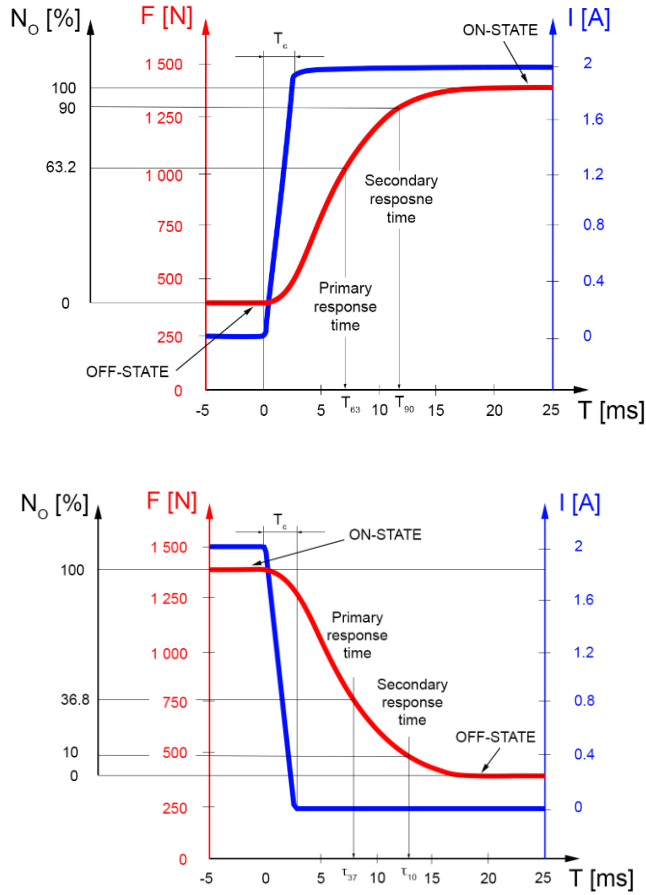 N_O [%]
F [N]
I [A]
T_c
ON-STATE
1 500
2
100
90
1 250
1.6
63.2
1 000
1.2
Secondary
resposne
time
750
0.8
Primary
response
time
500
0.4
0
250
0
OFF-STATE
0
-5
0
5
T_63
10
T_90
15
20
25
T [ms]
N_O [%]
F [N]
I [A]
T_c
ON-STATE
1 500
2
100
1 250
1.6
Primary
response
time
1 000
1.2
36.8
750
0.8
Secondary
response
time
OFF-STATE
10
500
0.4
0
250
0
0
-5
0
5
τ_37
10
τ_10
15
20
25
T [ms]